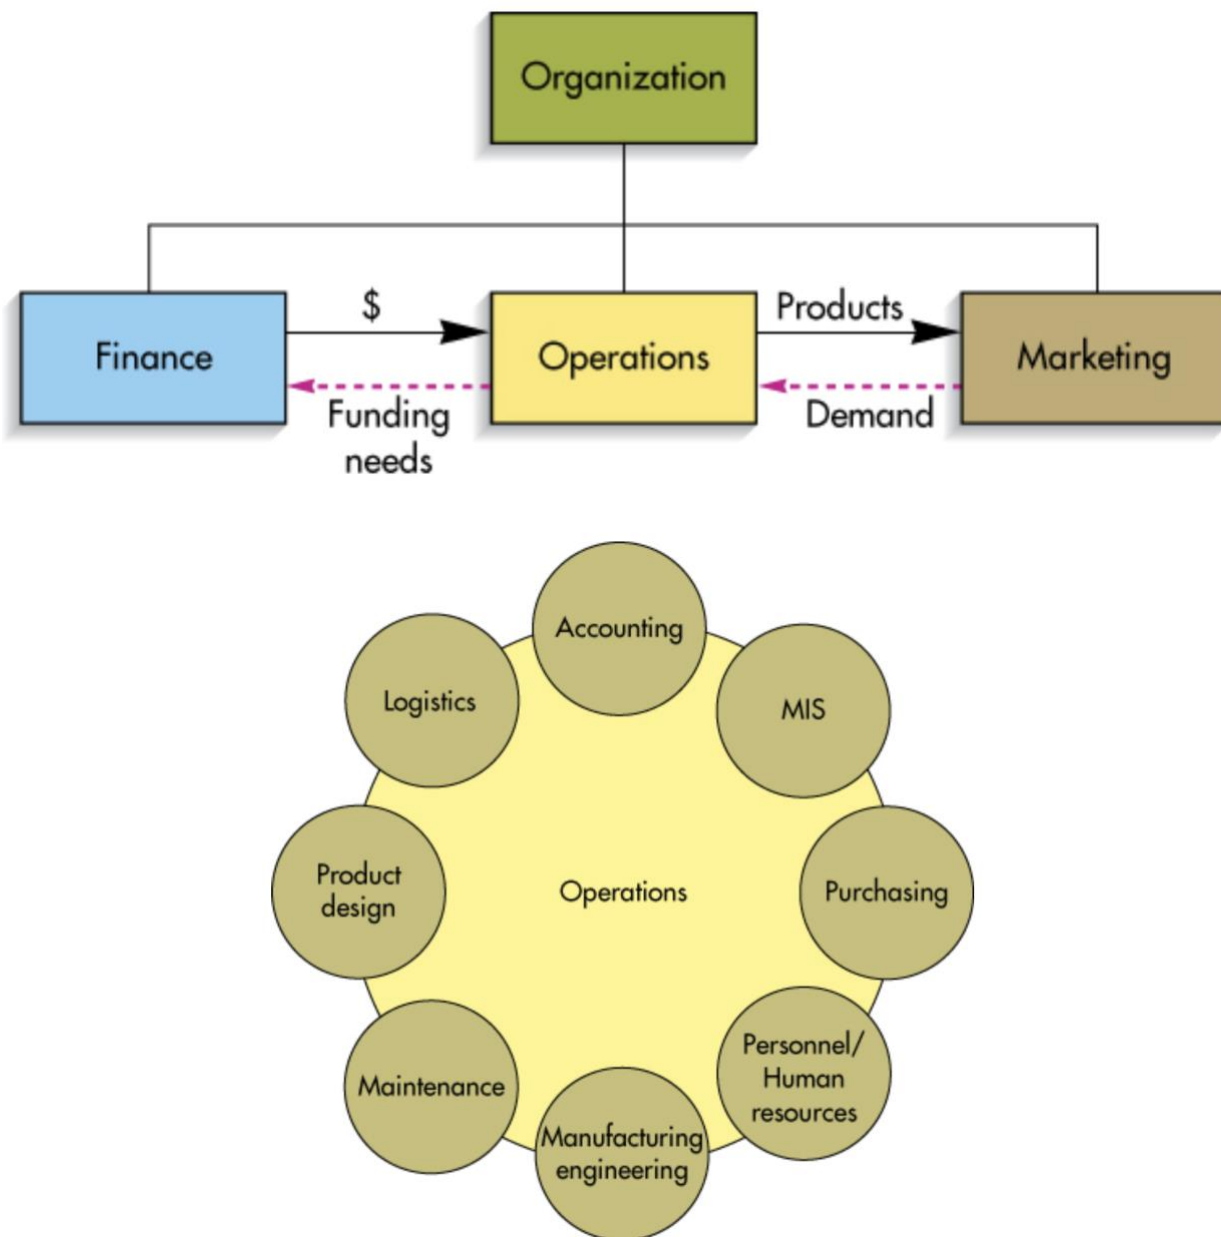 Organization
$
Products
Finance
Operations
Marketing
Funding
needs
Demand
Accounting
Logistics
MIS
Product
design
Operations
Purchasing
Personnel/
Human
resources
Maintenance
Manufacturing
engineering